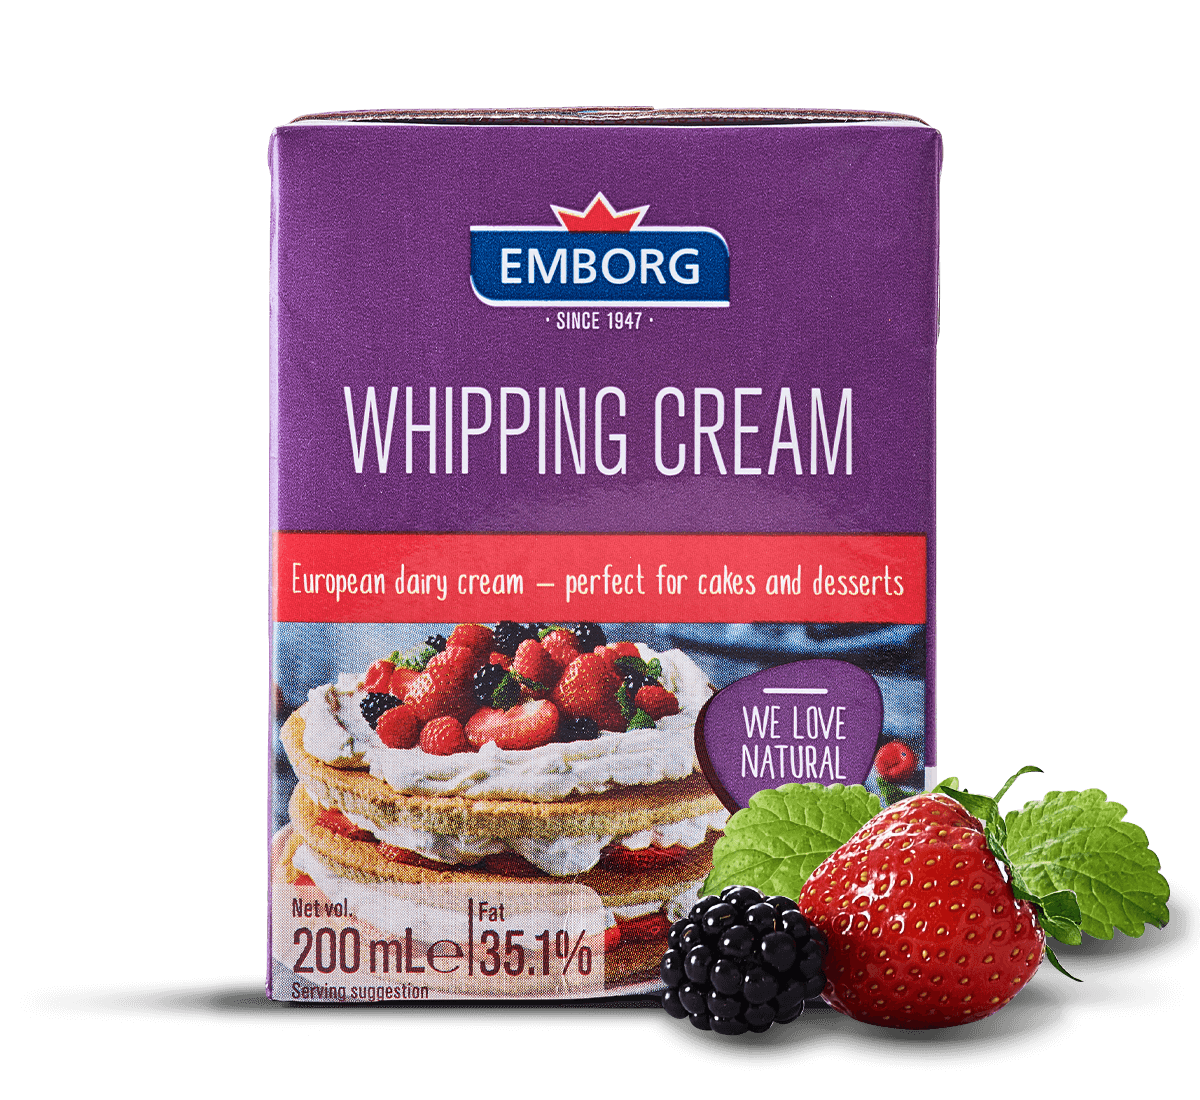 EMBORG
· SINCE 1947 ·
WHIPPING CREAM
European dairy cream – perfect for cakes and desserts
WE LOVE
NATURAL
Net vol.
200 mL ℮
Fat
35.1%
Serving suggestion